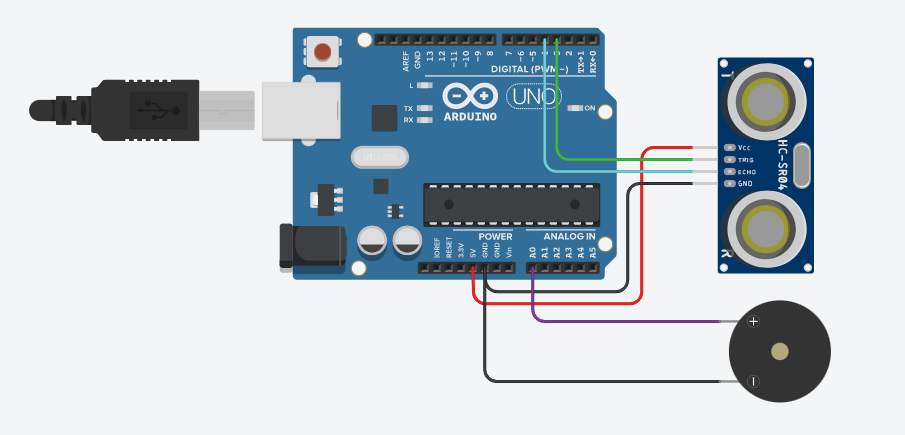 AREF
GND
13
12
~11
~10
~9
8
7
~6
~5
4
~3
2
TX→1
RX←0
DIGITAL (PWM~)
L
TX
RX
UNO
ARDUINO
ON
POWER
ANALOG IN
IOREF
RESET
3.3V
5V
GND
GND
Vin
A0
A1
A2
A3
A4
A5
T
Vcc
TRIG
ECHO
GND
HC-SR04
R
+
−